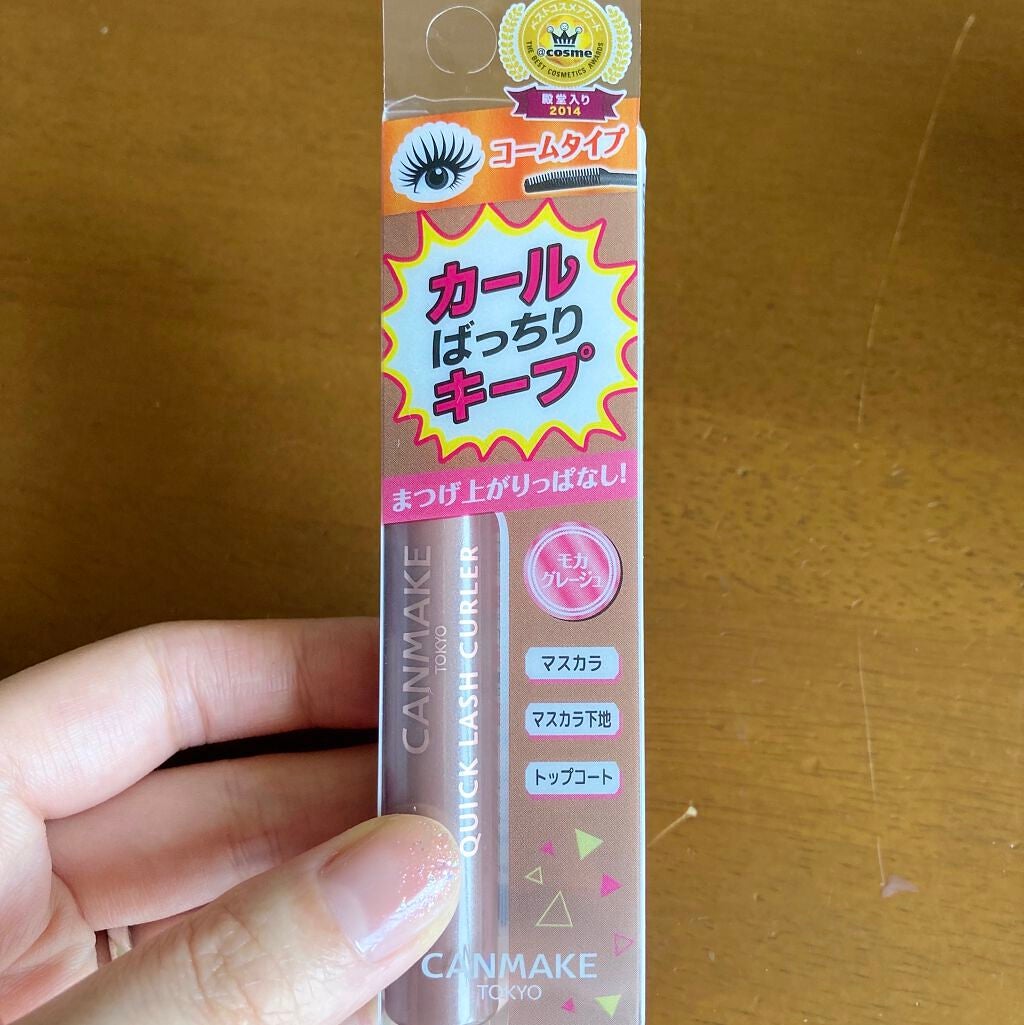 ベストコスメアワード
@cosme
THE BEST COSMETICS AWARDS
殿堂入り
2014
コームタイプ
カール
ばっちり
キープ
まつげ上がりっぱなし!
CANMAKE
TOKYO
QUICK LASH CURLER
モカ
グレージュ
マスカラ
マスカラ下地
トップコート
CANMAKE
TOKYO